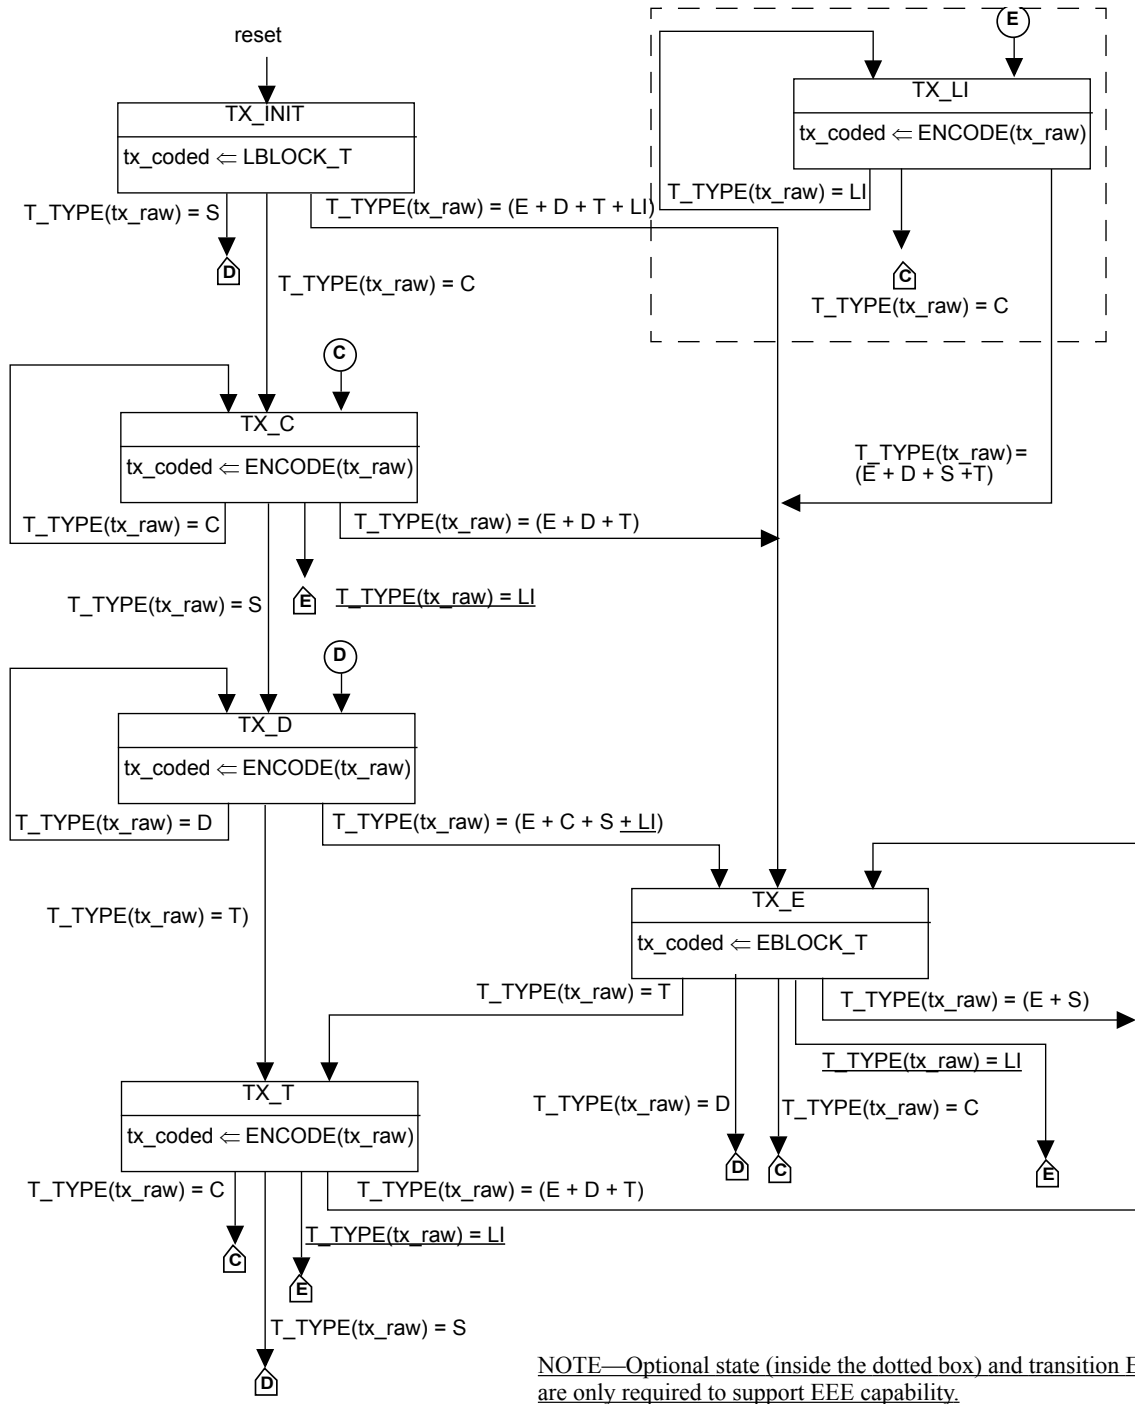 reset
E
TX_INIT
tx_coded ⇐ LBLOCK_T
TX_LI
tx_coded ⇐ ENCODE(tx_raw)
T_TYPE(tx_raw) = S
T_TYPE(tx_raw) = (E + D + T + LI)
T_TYPE(tx_raw) = LI
D
T_TYPE(tx_raw) = C
C
T_TYPE(tx_raw) = C
C
TX_C
tx_coded ⇐ ENCODE(tx_raw)
T_TYPE(tx_raw) =
(E + D + S +T)
T_TYPE(tx_raw) = C
T_TYPE(tx_raw) = (E + D + T)
T_TYPE(tx_raw) = S
E
T_TYPE(tx_raw) = LI
D
TX_D
tx_coded ⇐ ENCODE(tx_raw)
T_TYPE(tx_raw) = D
T_TYPE(tx_raw) = (E + C + S + LI)
T_TYPE(tx_raw) = T)
TX_E
tx_coded ⇐ EBLOCK_T
T_TYPE(tx_raw) = T
T_TYPE(tx_raw) = (E + S)
T_TYPE(tx_raw) = LI
T_TYPE(tx_raw) = D
T_TYPE(tx_raw) = C
D
C
E
TX_T
tx_coded ⇐ ENCODE(tx_raw)
T_TYPE(tx_raw) = C
T_TYPE(tx_raw) = (E + D + T)
T_TYPE(tx_raw) = LI
C
E
T_TYPE(tx_raw) = S
D
NOTE—Optional state (inside the dotted box) and transition E
are only required to support EEE capability.